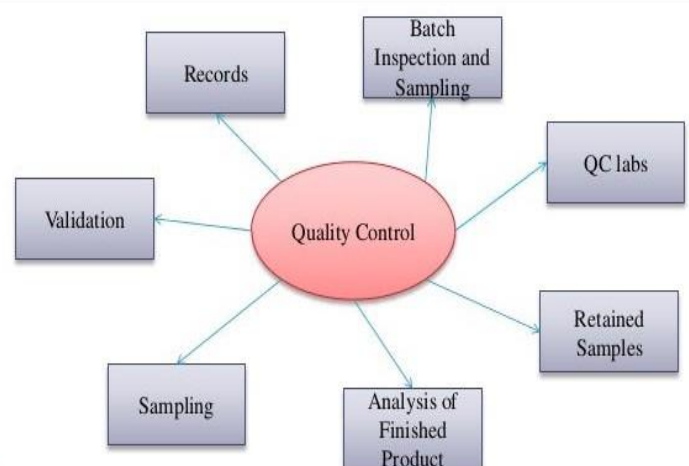 Batch
Inspection and
Sampling
Records
QC labs
Validation
Quality Control
Retained
Samples
Sampling
Analysis of
Finished
Product